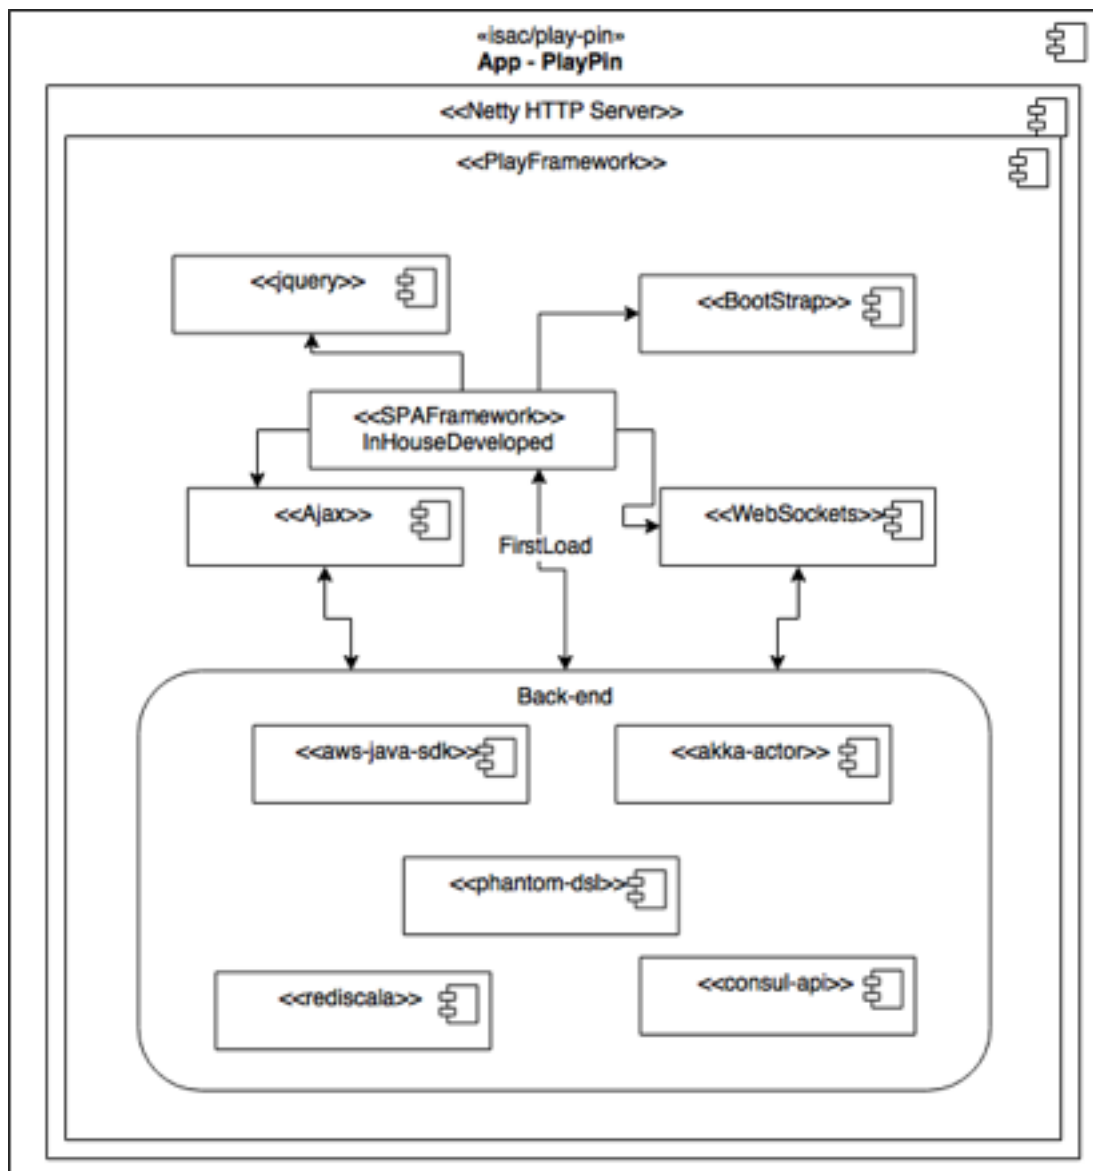 «isac/play-pin»
App - PlayPin
<<Netty HTTP Server>>
<<PlayFramework>>
<<jquery>>
<<BootStrap>>
<<SPAFramework>>
InHouseDeveloped
<<Ajax>>
<<WebSockets>>
FirstLoad
Back-end
<<aws-java-sdk>>
<<akka-actor>>
<<phantom-dsl>>
<<rediscala>>
<<consul-api>>